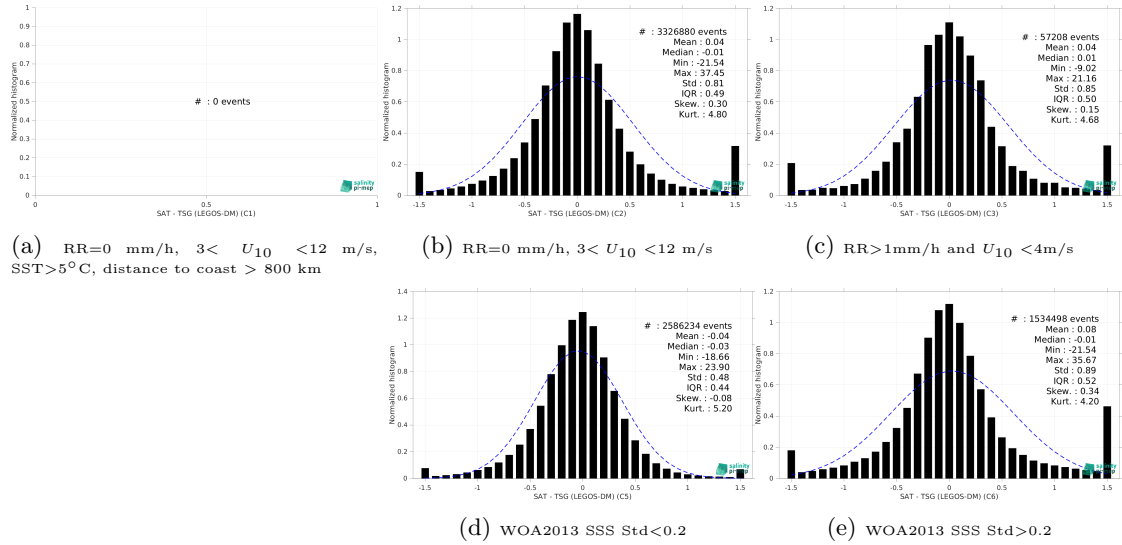 1
0.9
0.8
0.7
0.6
0.5
0.4
0.3
0.2
0.1
0
Normalized histogram
# : 0 events
salinity
pi-mep
0 0.5 1
SAT - TSG (LEGOS-DM) (C1)
(a) RR=0 mm/h, 3< U10 <12 m/s,
SST>5°C, distance to coast > 800 km
1.2
1
0.8
0.6
0.4
0.2
0
Normalized histogram
# : 3326880 events
Mean : 0.04
Median : -0.01
Min : -21.54
Max : 37.45
Std : 0.81
IQR : 0.49
Skew. : 0.30
Kurt. : 4.80
salinity
pi-mep
-1.5 -1 -0.5 0 0.5 1 1.5
SAT - TSG (LEGOS-DM) (C2)
(b) RR=0 mm/h, 3< U10 <12 m/s
1.2
1
0.8
0.6
0.4
0.2
0
Normalized histogram
# : 57208 events
Mean : 0.04
Median : 0.01
Min : -9.02
Max : 21.16
Std : 0.85
IQR : 0.50
Skew. : 0.15
Kurt. : 4.68
salinity
pi-mep
-1.5 -1 -0.5 0 0.5 1 1.5
SAT - TSG (LEGOS-DM) (C3)
(c) RR>1mm/h and U10 <4m/s
1.4
1.2
1
0.8
0.6
0.4
0.2
0
Normalized histogram
# : 2586234 events
Mean : -0.04
Median : -0.03
Min : -18.66
Max : 23.90
Std : 0.48
IQR : 0.44
Skew. : -0.08
Kurt. : 5.20
salinity
pi-mep
-1.5 -1 -0.5 0 0.5 1 1.5
SAT - TSG (LEGOS-DM) (C5)
(d) WOA2013 SSS Std<0.2
1.2
1
0.8
0.6
0.4
0.2
0
Normalized histogram
# : 1534498 events
Mean : 0.08
Median : -0.01
Min : -21.54
Max : 35.67
Std : 0.89
IQR : 0.52
Skew. : 0.34
Kurt. : 4.20
salinity
pi-mep
-1.5 -1 -0.5 0 0.5 1 1.5
SAT - TSG (LEGOS-DM) (C6)
(e) WOA2013 SSS Std>0.2